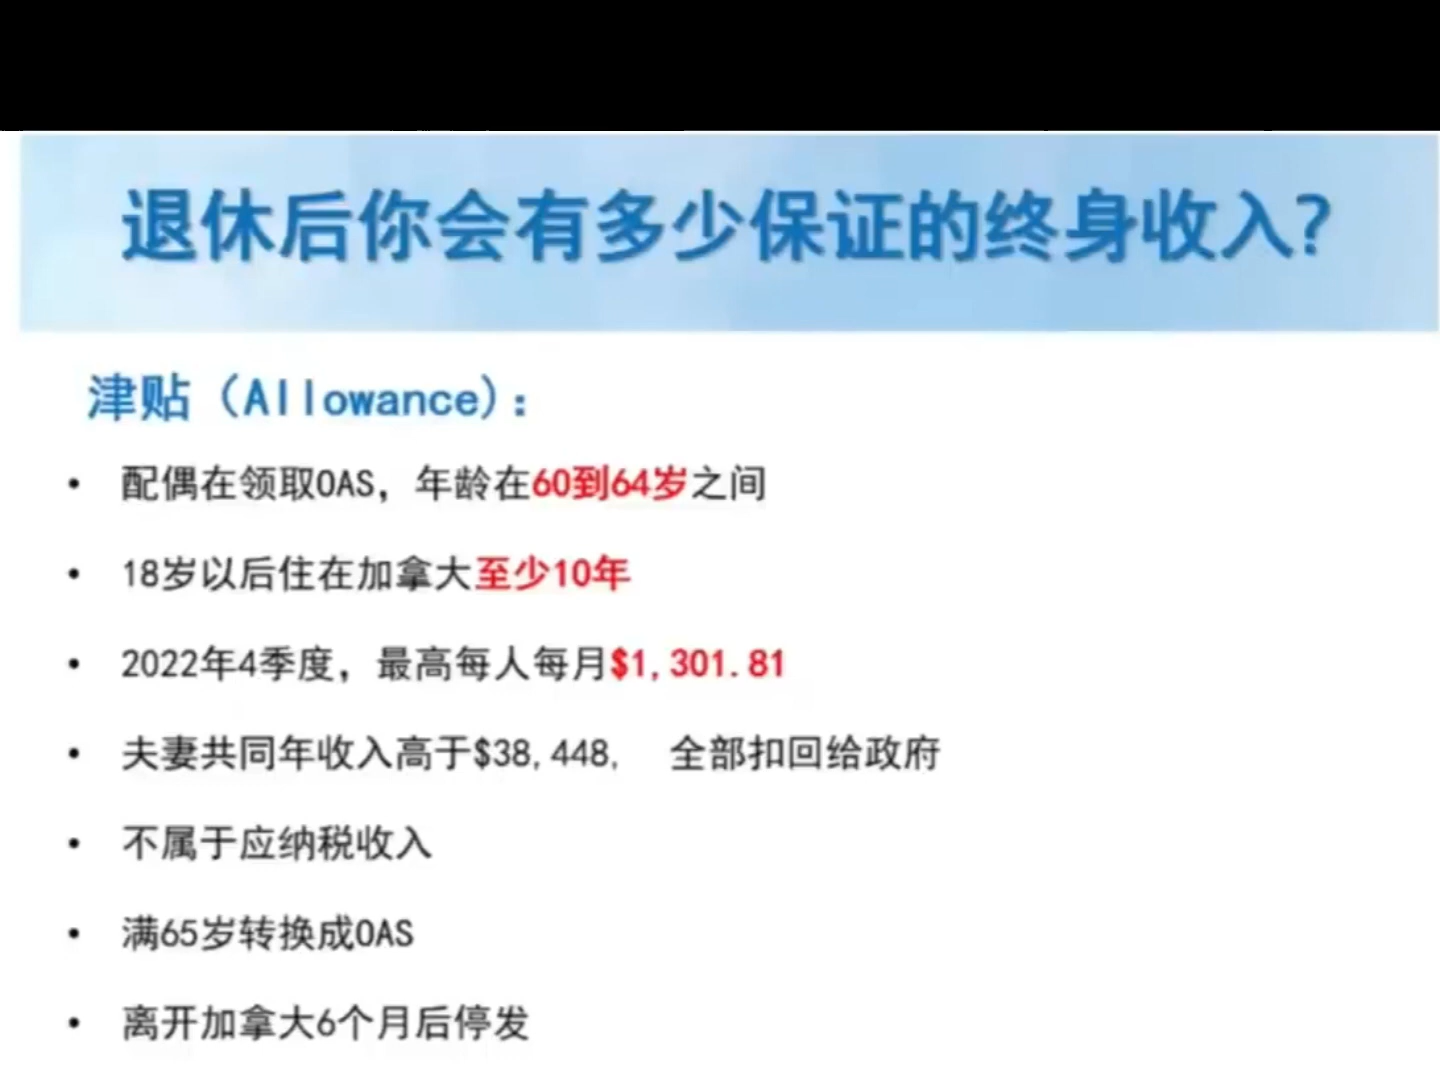 退休后你会有多少保证的终身收入?
津贴（Allowance）：
• 配偶在领取OAS，年龄在60到64岁之间
• 18岁以后住在加拿大至少10年
• 2022年4季度，最高每人每月$1,301.81
• 夫妻共同年收入高于$38,448, 全部扣回给政府
• 不属于应纳税收入
• 满65岁转换成OAS
• 离开加拿大6个月后停发